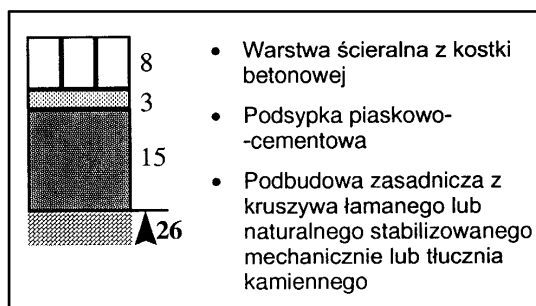 8
3
15
26
• Warstwa ścieralna z kostki
betonowej
• Podsypka piaskowo-
-cementowa
• Podbudowa zasadnicza z
kruszywa łamanego lub
naturalnego stabilizowanego
mechanicznie lub tłucznia
kamiennego